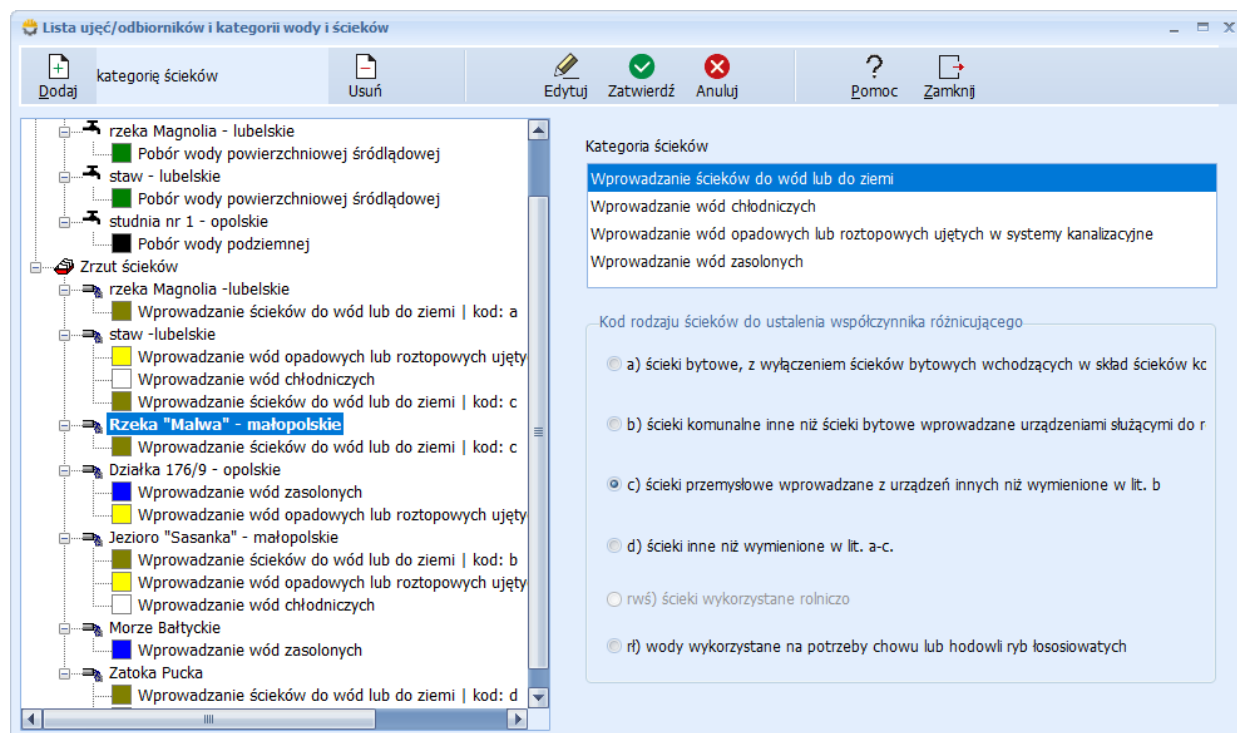 Lista ujęć/odbiorników i kategorii wody i ścieków
Dodaj
kategorię ścieków
Usuń
Edytuj
Zatwierdź
Anuluj
Pomoc
Zamknij
rzeka Magnolia - lubelskie
Pobór wody powierzchniowej śródlądowej
staw - lubelskie
Pobór wody powierzchniowej śródlądowej
studnia nr 1 - opolskie
Pobór wody podziemnej
Zrzut ścieków
rzeka Magnolia -lubelskie
Wprowadzanie ścieków do wód lub do ziemi | kod: a
staw -lubelskie
Wprowadzanie wód opadowych lub roztopowych ujęty
Wprowadzanie wód chłodniczych
Wprowadzanie ścieków do wód lub do ziemi | kod: c
Rzeka "Malwa" - małopolskie
Wprowadzanie ścieków do wód lub do ziemi | kod: c
Działka 176/9 - opolskie
Wprowadzanie wód zasolonych
Wprowadzanie wód opadowych lub roztopowych ujęty
Jezioro "Sasanka" - małopolskie
Wprowadzanie ścieków do wód lub do ziemi | kod: b
Wprowadzanie wód opadowych lub roztopowych ujęty
Wprowadzanie wód chłodniczych
Morze Bałtyckie
Wprowadzanie wód zasolonych
Zatoka Pucka
Wprowadzanie ścieków do wód lub do ziemi | kod: d
Kategoria ścieków
Wprowadzanie ścieków do wód lub do ziemi
Wprowadzanie wód chłodniczych
Wprowadzanie wód opadowych lub roztopowych ujętych w systemy kanalizacyjne
Wprowadzanie wód zasolonych
Kod rodzaju ścieków do ustalenia współczynnika różnicującego
a) ścieki bytowe, z wyłączeniem ścieków bytowych wchodzących w skład ścieków kc
b) ścieki komunalne inne niż ścieki bytowe wprowadzane urządzeniami służącymi do r
c) ścieki przemysłowe wprowadzane z urządzeń innych niż wymienione w lit. b
d) ścieki inne niż wymienione w lit. a-c.
rwś) ścieki wykorzystane rolniczo
rł) wody wykorzystane na potrzeby chowu lub hodowli ryb łososiowatych